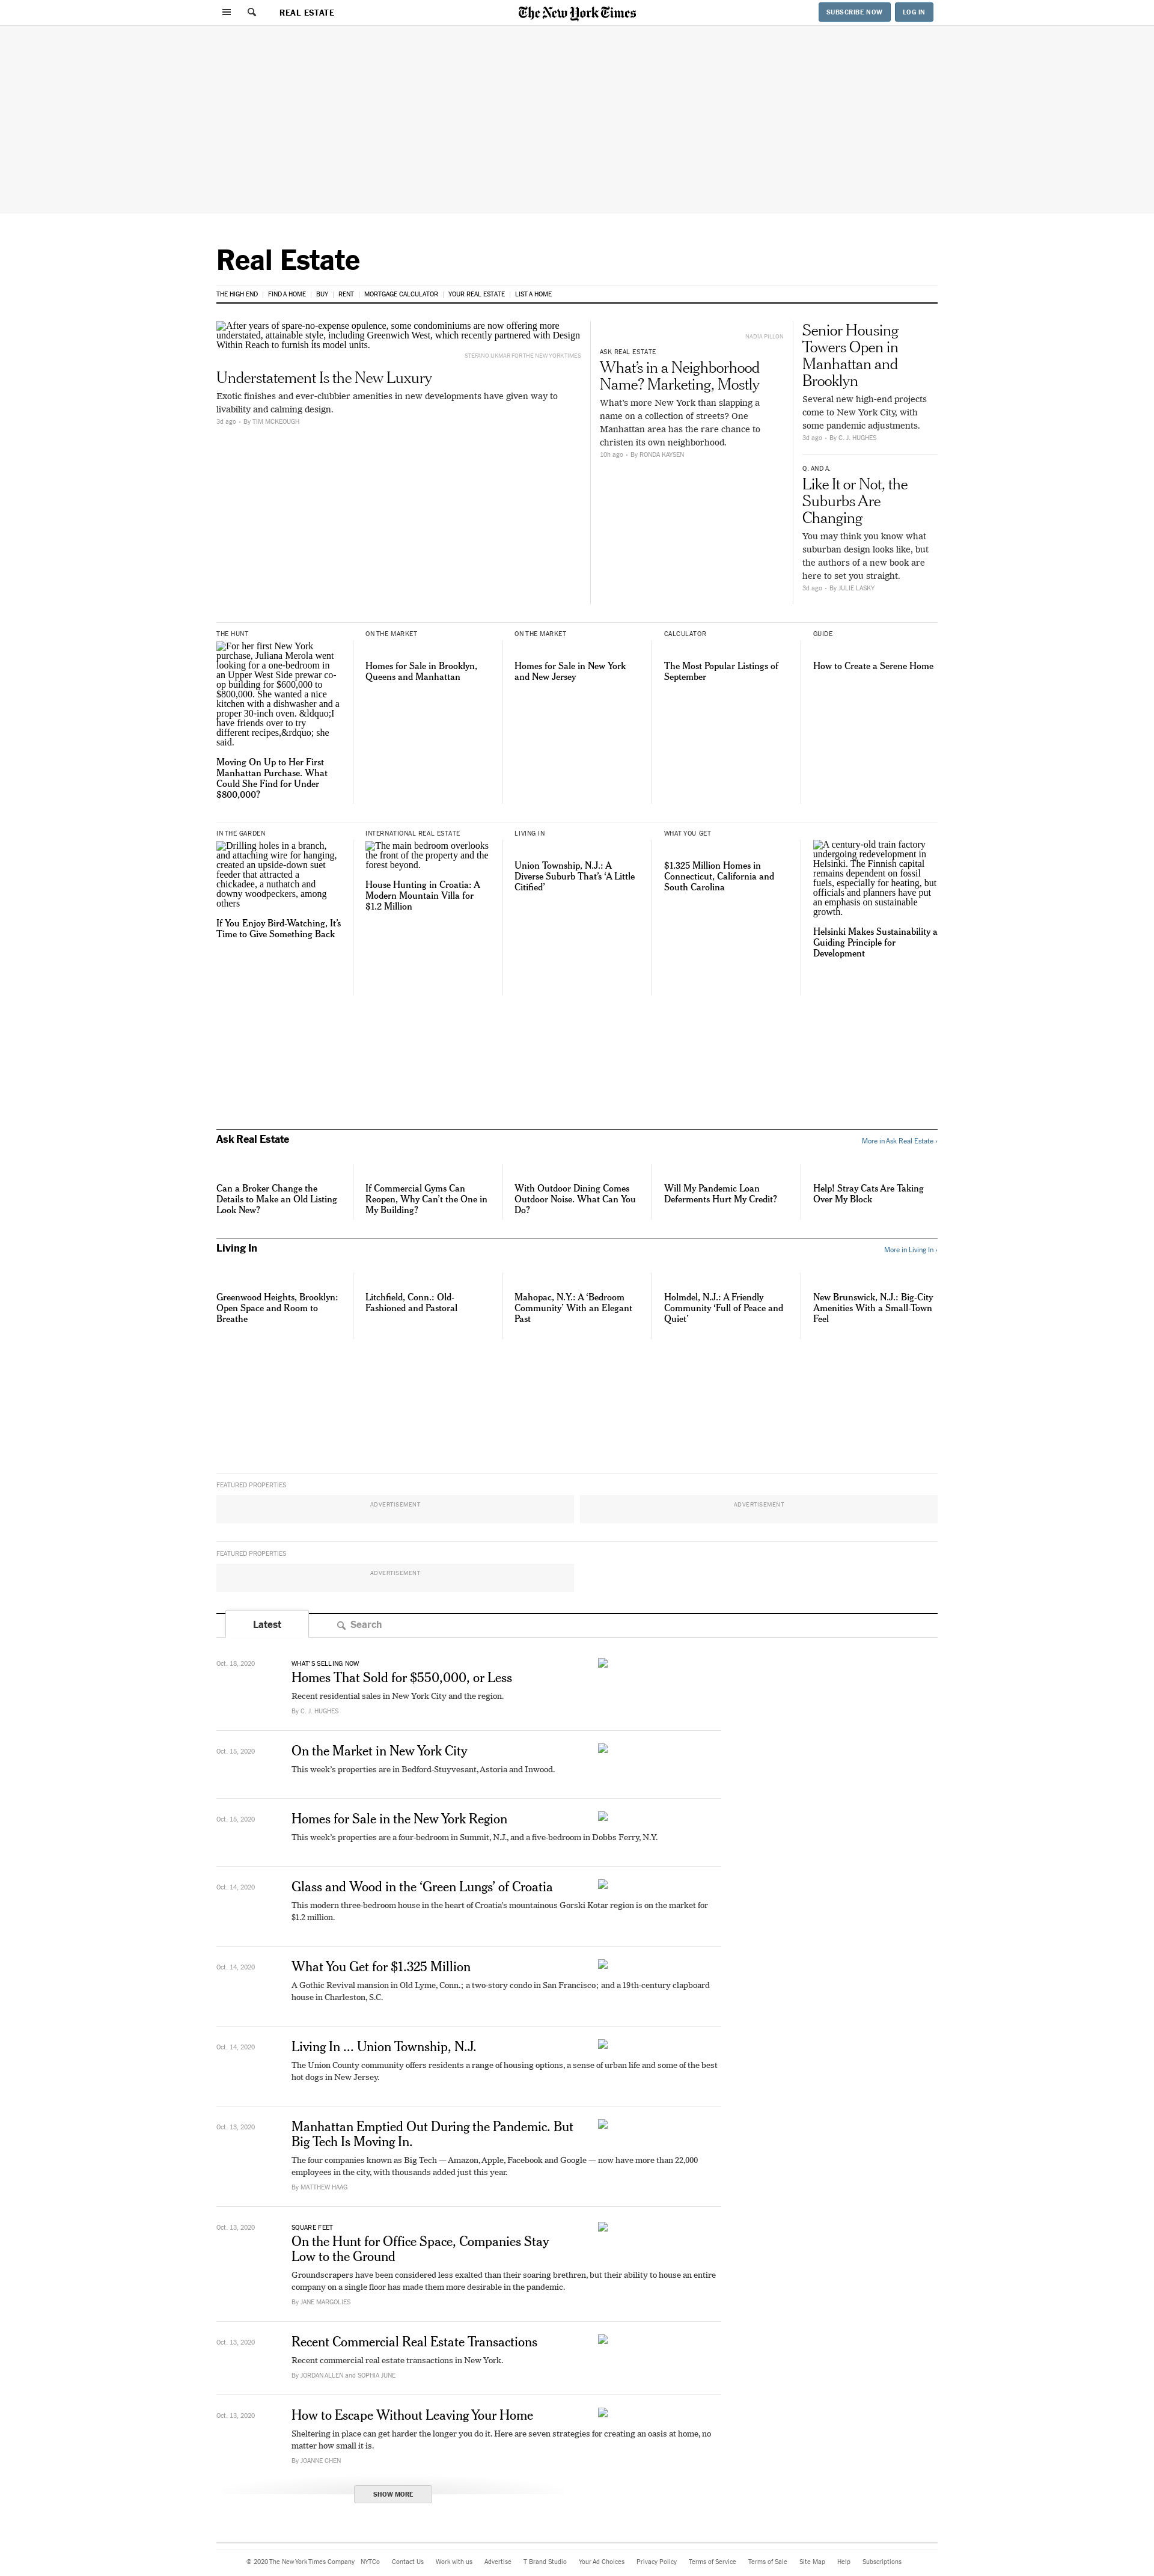 REAL ESTATE
The New York Times
SUBSCRIBE NOW
LOG IN
Real Estate
THE HIGH END | FIND A HOME | BUY | RENT | MORTGAGE CALCULATOR | YOUR REAL ESTATE | LIST A HOME
After years of spare-no-expense opulence, some condominiums are now offering more
understated, attainable style, including Greenwich West, which recently partnered with Design
Within Reach to furnish its model units.
STEFANO UKMAR FOR THE NEW YORK TIMES
Understatement Is the New Luxury
Exotic finishes and ever-clubbier amenities in new developments have given way to
livability and calming design.
3d ago • By TIM MCKEOUGH
NADIA PILLON
ASK REAL ESTATE
What's in a Neighborhood
Name? Marketing, Mostly
What's more New York than slapping a
name on a collection of streets? One
Manhattan area has the rare chance to
christen its own neighborhood.
10h ago • By RONDA KAYSEN
Senior Housing
Towers Open in
Manhattan and
Brooklyn
Several new high-end projects
come to New York City, with
some pandemic adjustments.
3d ago • By C. J. HUGHES
Q. AND A.
Like It or Not, the
Suburbs Are
Changing
You may think you know what
suburban design looks like, but
the authors of a new book are
here to set you straight.
3d ago • By JULIE LASKY
THE HUNT
For her first New York
purchase, Juliana Merola went
looking for a one-bedroom in
an Upper West Side prewar co-
op building for $600,000 to
$800,000. She wanted a nice
kitchen with a dishwasher and a
proper 30-inch oven. &ldquo;I
have friends over to try
different recipes,&rdquo; she
said.
Moving On Up to Her First
Manhattan Purchase. What
Could She Find for Under
$800,000?
ON THE MARKET
Homes for Sale in Brooklyn,
Queens and Manhattan
ON THE MARKET
Homes for Sale in New York
and New Jersey
CALCULATOR
The Most Popular Listings of
September
GUIDE
How to Create a Serene Home
IN THE GARDEN
Drilling holes in a branch,
and attaching wire for hanging,
created an upside-down suet
feeder that attracted a
chickadee, a nuthatch and
downy woodpeckers, among
others
If You Enjoy Bird-Watching, It's
Time to Give Something Back
INTERNATIONAL REAL ESTATE
The main bedroom overlooks
the front of the property and the
forest beyond.
House Hunting in Croatia: A
Modern Mountain Villa for
$1.2 Million
LIVING IN
Union Township, N.J.: A
Diverse Suburb That's 'A Little
Citified'
WHAT YOU GET
$1.325 Million Homes in
Connecticut, California and
South Carolina
A century-old train factory
undergoing redevelopment in
Helsinki. The Finnish capital
remains dependent on fossil
fuels, especially for heating, but
officials and planners have put
an emphasis on sustainable
growth.
Helsinki Makes Sustainability a
Guiding Principle for
Development
Ask Real Estate
More in Ask Real Estate ›
Can a Broker Change the
Details to Make an Old Listing
Look New?
If Commercial Gyms Can
Reopen, Why Can't the One in
My Building?
With Outdoor Dining Comes
Outdoor Noise. What Can You
Do?
Will My Pandemic Loan
Deferments Hurt My Credit?
Help! Stray Cats Are Taking
Over My Block
Living In
More in Living In ›
Greenwood Heights, Brooklyn:
Open Space and Room to
Breathe
Litchfield, Conn.: Old-
Fashioned and Pastoral
Mahopac, N.Y.: A 'Bedroom
Community' With an Elegant
Past
Holmdel, N.J.: A Friendly
Community 'Full of Peace and
Quiet'
New Brunswick, N.J.: Big-City
Amenities With a Small-Town
Feel
FEATURED PROPERTIES
ADVERTISEMENT
ADVERTISEMENT
FEATURED PROPERTIES
ADVERTISEMENT
Latest
Search
Oct. 18, 2020
WHAT'S SELLING NOW
Homes That Sold for $550,000, or Less
Recent residential sales in New York City and the region.
By C. J. HUGHES
Oct. 15, 2020
On the Market in New York City
This week's properties are in Bedford-Stuyvesant, Astoria and Inwood.
Oct. 15, 2020
Homes for Sale in the New York Region
This week's properties are a four-bedroom in Summit, N.J., and a five-bedroom in Dobbs Ferry, N.Y.
Oct. 14, 2020
Glass and Wood in the 'Green Lungs' of Croatia
This modern three-bedroom house in the heart of Croatia's mountainous Gorski Kotar region is on the market for
$1.2 million.
Oct. 14, 2020
What You Get for $1.325 Million
A Gothic Revival mansion in Old Lyme, Conn.; a two-story condo in San Francisco; and a 19th-century clapboard
house in Charleston, S.C.
Oct. 14, 2020
Living In ... Union Township, N.J.
The Union County community offers residents a range of housing options, a sense of urban life and some of the best
hot dogs in New Jersey.
Oct. 13, 2020
Manhattan Emptied Out During the Pandemic. But
Big Tech Is Moving In.
The four companies known as Big Tech — Amazon, Apple, Facebook and Google — now have more than 22,000
employees in the city, with thousands added just this year.
By MATTHEW HAAG
Oct. 13, 2020
SQUARE FEET
On the Hunt for Office Space, Companies Stay
Low to the Ground
Groundscrapers have been considered less exalted than their soaring brethren, but their ability to house an entire
company on a single floor has made them more desirable in the pandemic.
By JANE MARGOLIES
Oct. 13, 2020
Recent Commercial Real Estate Transactions
Recent commercial real estate transactions in New York.
By JORDAN ALLEN and SOPHIA JUNE
Oct. 13, 2020
How to Escape Without Leaving Your Home
Sheltering in place can get harder the longer you do it. Here are seven strategies for creating an oasis at home, no
matter how small it is.
By JOANNE CHEN
SHOW MORE
© 2020 The New York Times Company NYTCo Contact Us Work with us Advertise T Brand Studio Your Ad Choices Privacy Policy Terms of Service Terms of Sale Site Map Help Subscriptions